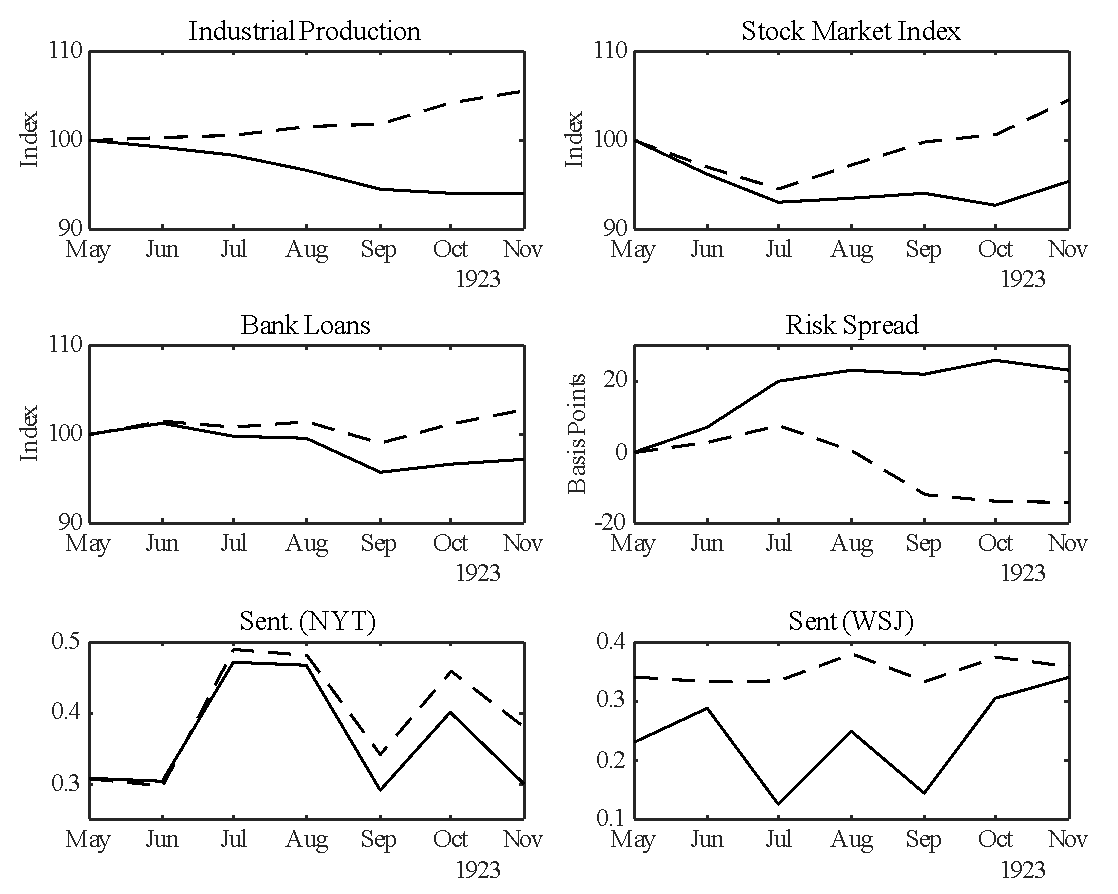 Industrial Production
110
100
90
Index
May Jun Jul Aug Sep Oct Nov
1923
Stock Market Index
110
100
90
Index
May Jun Jul Aug Sep Oct Nov
1923
Bank Loans
110
100
90
Index
May Jun Jul Aug Sep Oct Nov
1923
Risk Spread
20
0
-20
Basis Points
May Jun Jul Aug Sep Oct Nov
1923
Sent. (NYT)
0.5
0.4
0.3
May Jun Jul Aug Sep Oct Nov
1923
Sent (WSJ)
0.4
0.3
0.2
0.1
May Jun Jul Aug Sep Oct Nov
1923